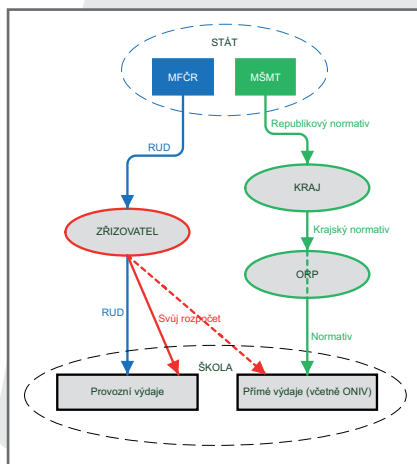 STÁT
MFČR
MŠMT
Republikový normativ
RUD
KRAJ
ZŘIZOVATEL
Krajský normativ
OŘP
RUD
Svůj rozpočet
Normativ
ŠKOLA
Provozní výdaje
Přímé výdaje (včetně ONIV)